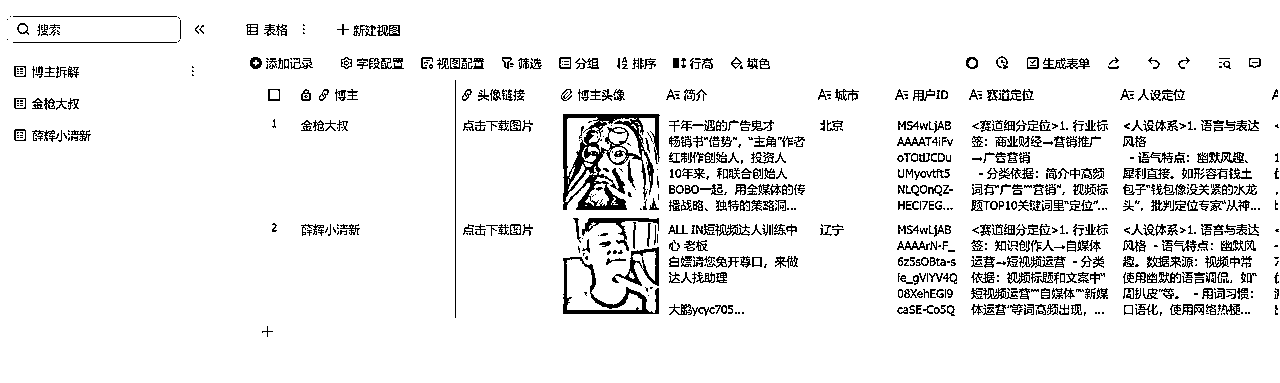 搜索
表格
新建视图
博主拆解
金枪大叔
薛辉小清新
添加记录 字段配置 视图配置 筛选 分组 排序 行高 填色 生成表单
博主 头像链接 博主头像 简介 城市 用户ID 赛道定位 人设定位
1 金枪大叔 点击下载图片
千年一遇的广告鬼才
畅销书“借势”，“主角”作者
红制作创始人，投资人
10年来，和联合创始人
BOBO一起，用全媒体的传
播战略、独特的策略洞...
北京
MS4wLjAB
AAAAT4iFv
oTOtlJCDu
UMyovtft5
NLQOnQZ-
HECI7EG...
<赛道细分定位>1. 行业标
签：商业财经→营销推广
→广告营销
- 分类依据：简介中高频
词有“广告”“营销”，视频标
题TOP10关键词里“定位”...
<人设体系>1. 语言与表达
风格
- 语气特点：幽默风趣、
犀利直接。如形容有钱土
包子“钱包像没关紧的水龙
头”，批判定位专家“从神...
2 薛辉小清新 点击下载图片
ALL IN短视频达人训练中
心 老板
白嫖请您免开尊口，来做
达人找助理
大鹏ycyc705...
辽宁
MS4wLjAB
AAAArN-F_
6z5sOBta-s
ie_gVIYV4Q
08XehEGI9
caSE-Co5Q
<赛道细分定位>1. 行业标
签：知识创作人→自媒体
运营→短视频运营 - 分类
依据：视频标题和文案中“
短视频运营”“自媒体”“新媒
体运营”等词高频出现，...
<人设体系>1. 语言与表达
风格 - 语气特点：幽默风
趣。数据来源：视频中常
使用幽默的语言调侃，如“
周扒皮”等。 - 用词习惯：
口语化，使用网络热梗...